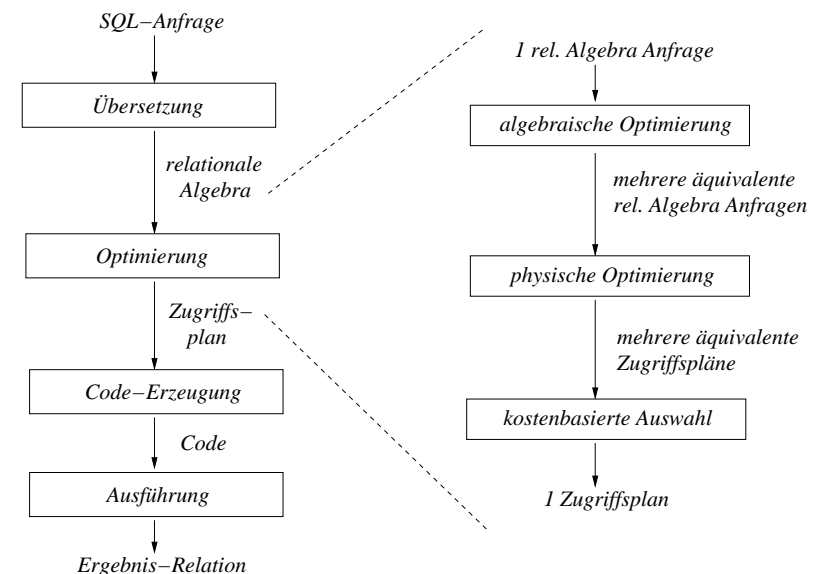 SQL−Anfrage
Übersetzung
relationale
Algebra
Optimierung
Zugriffs−
plan
Code−Erzeugung
Code
Ausführung
Ergebnis−Relation
1 rel. Algebra Anfrage
algebraische Optimierung
mehrere äquivalente
rel. Algebra Anfragen
physische Optimierung
mehrere äquivalente
Zugriffspläne
kostenbasierte Auswahl
1 Zugriffsplan